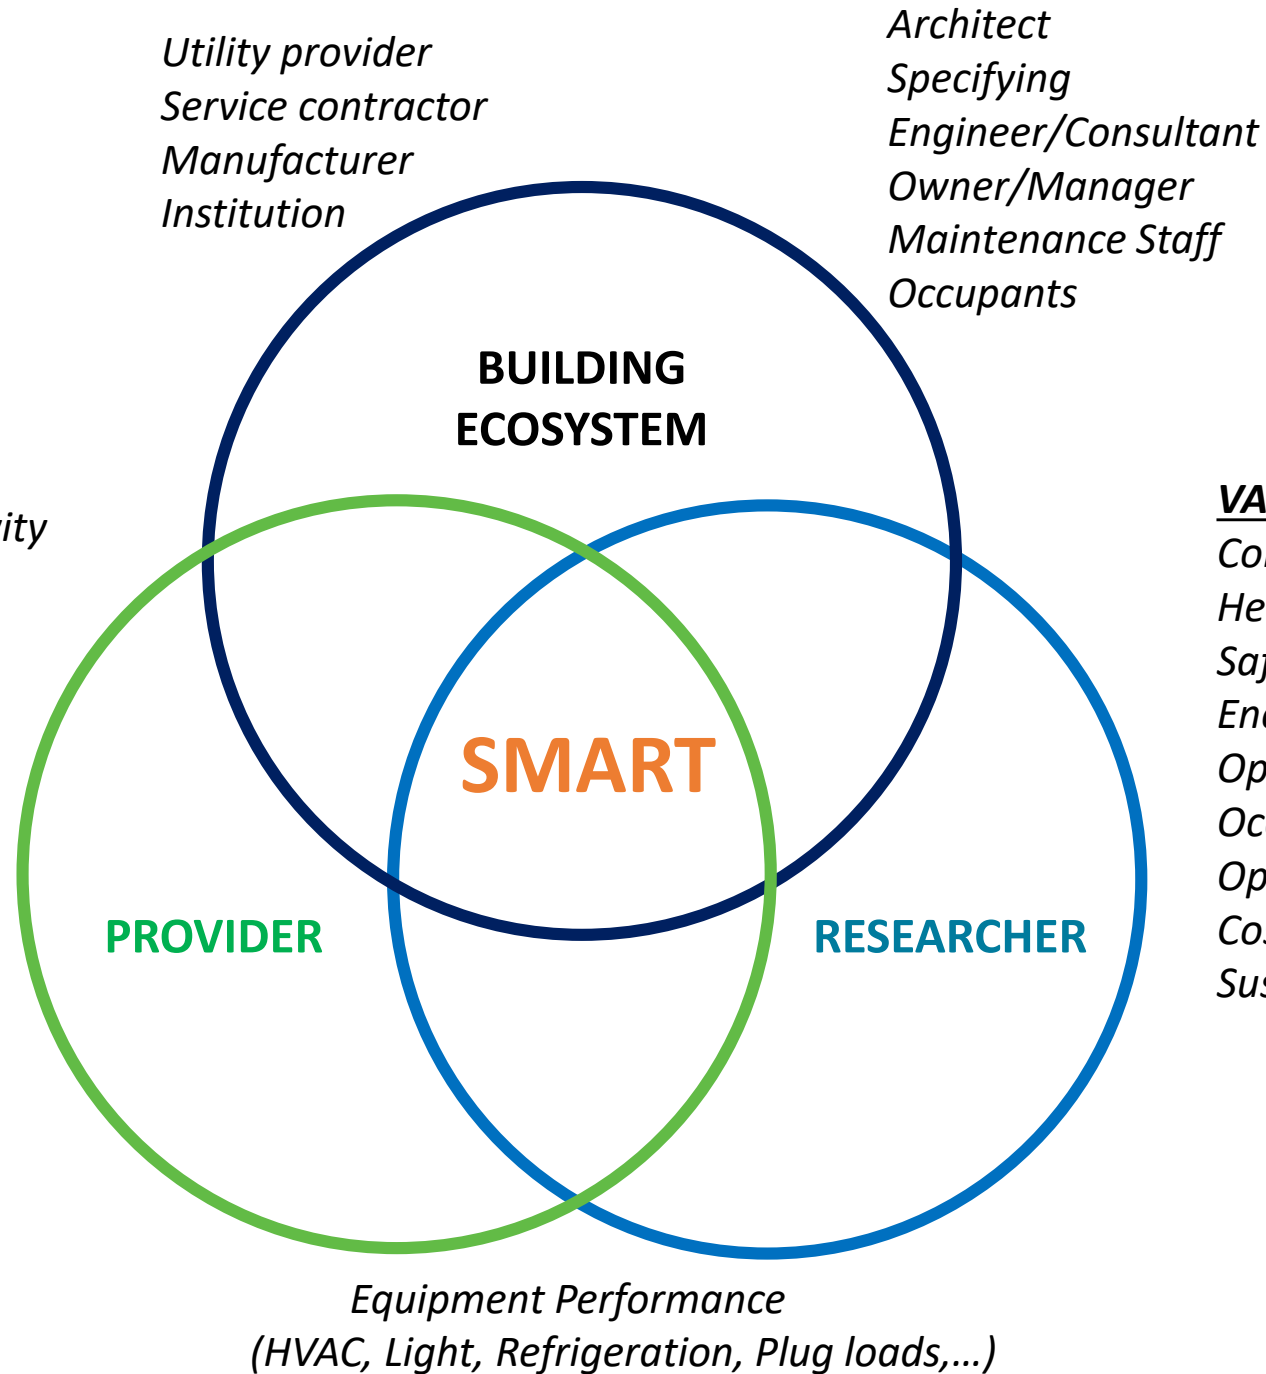 Utility provider
Service contractor
Manufacturer
Institution
Architect
Specifying
Engineer/Consultant
Owner/Manager
Maintenance Staff
Occupants
BUILDING
ECOSYSTEM
SMART
PROVIDER
RESEARCHER
Equipment Performance
(HVAC, Light, Refrigeration, Plug loads,...)